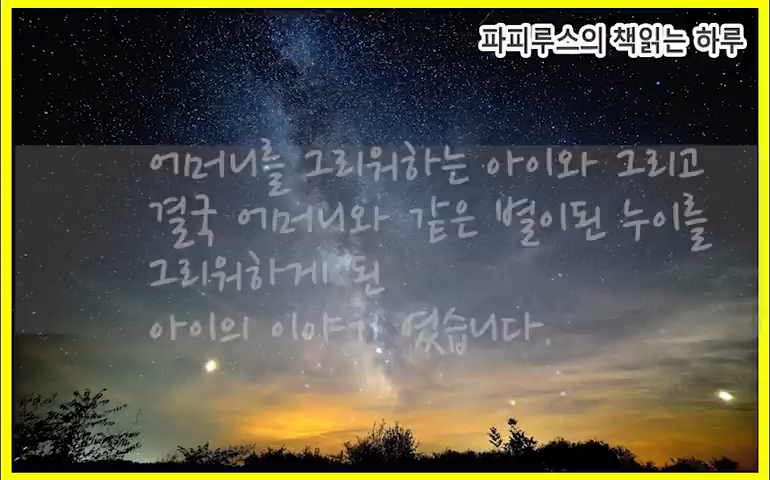 파피루스의 책읽는 하루
어머니를 그리워하는 아이와 그리고
결국 어머니와 같은 별이된 누이를
그리워하게 된
아이의 이야기 였습니다.